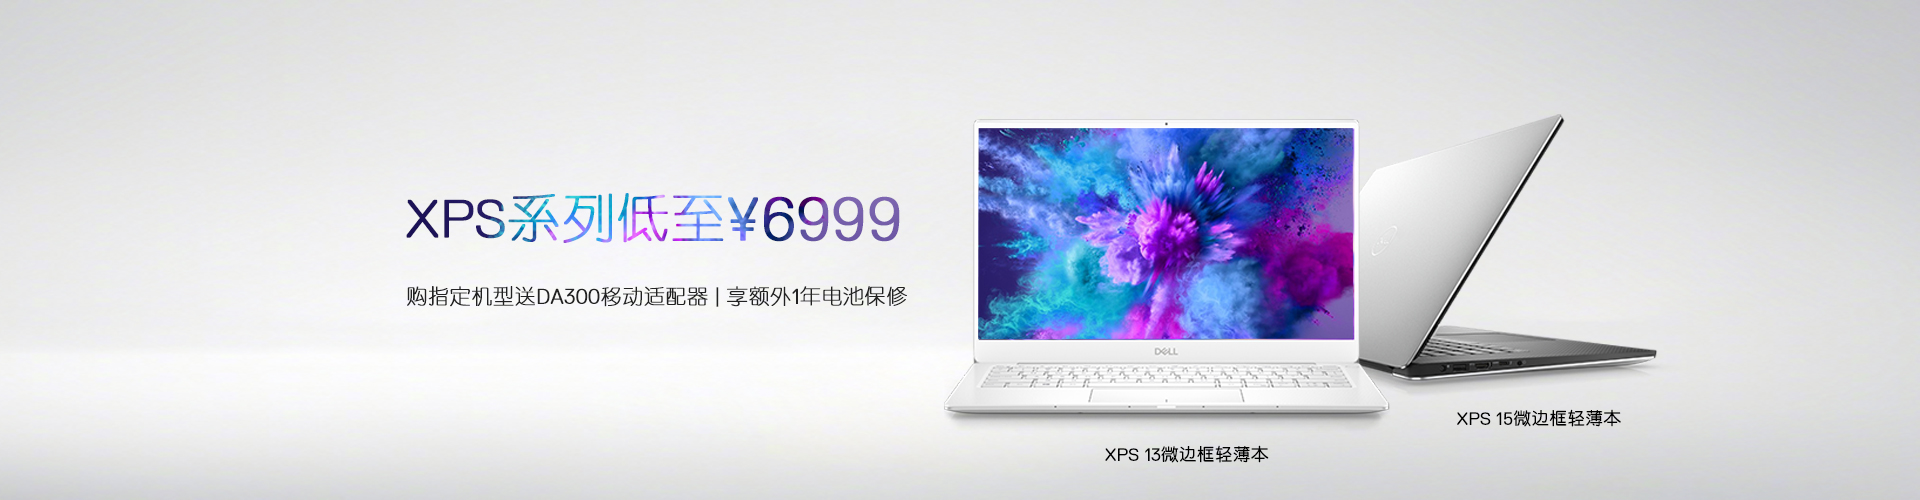 XPS系列低至¥6999
购指定机型送DA300移动适配器 | 享额外1年电池保修
DELL
XPS 15微边框轻薄本
XPS 13微边框轻薄本